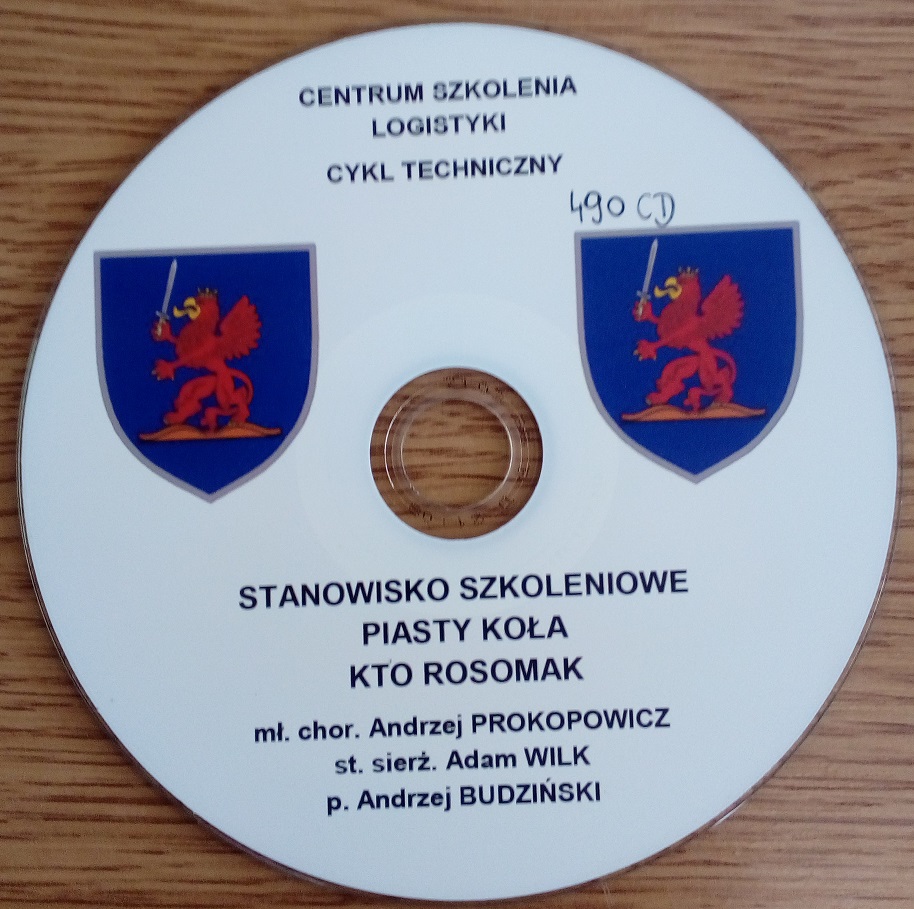 CENTRUM SZKOLENIA
LOGISTYKI
CYKL TECHNICZNY
490 CD
STANOWISKO SZKOLENIOWE
PIASTY KOŁA
KTO ROSOMAK
mł. chor. Andrzej PROKOPOWICZ
st. sierż. Adam WILK
p. Andrzej BUDZIŃSKI